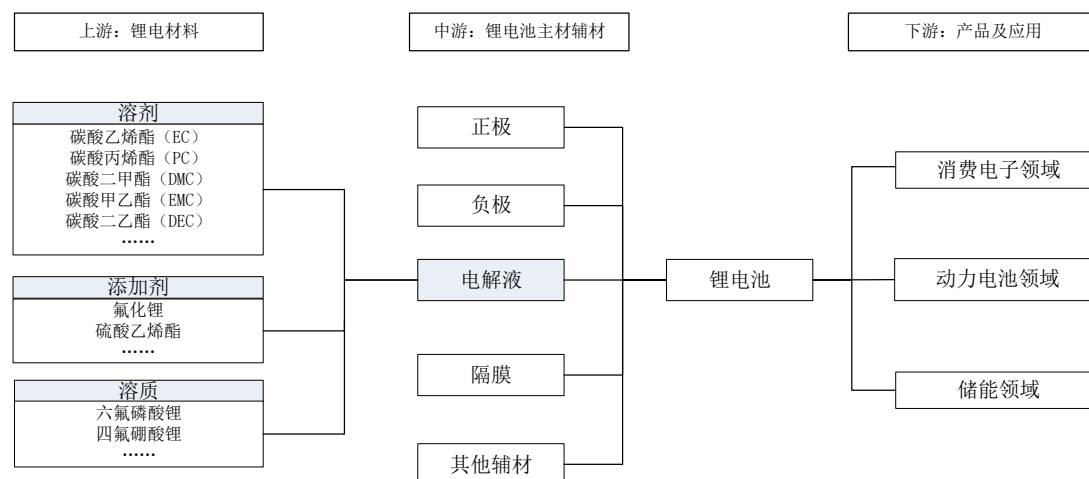 上游：锂电材料
中游：锂电池主材辅材
下游：产品及应用
溶剂
碳酸乙烯酯（EC）
碳酸丙烯酯（PC）
碳酸二甲酯（DMC）
碳酸甲乙酯（EMC）
碳酸二乙酯（DEC）
……
添加剂
氟化锂
硫酸乙烯酯
……
溶质
六氟磷酸锂
四氟硼酸锂
……
正极
负极
电解液
隔膜
其他辅材
锂电池
消费电子领域
动力电池领域
储能领域